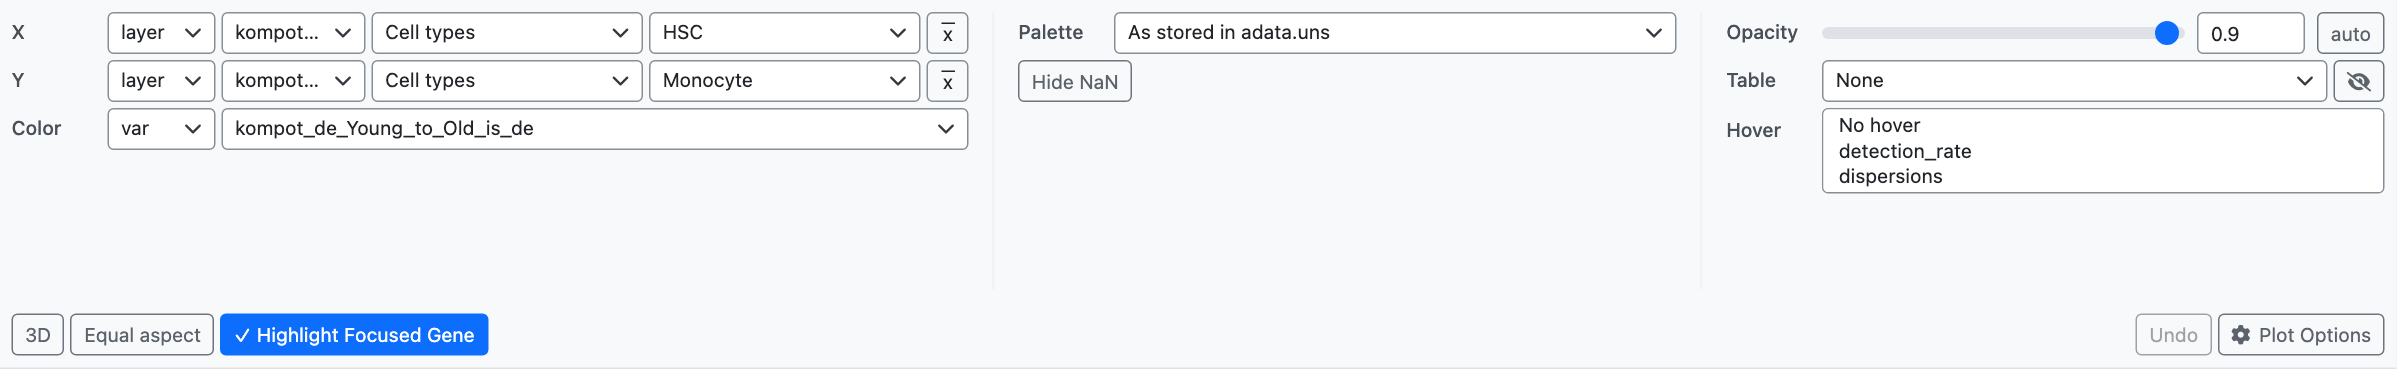 X layer kompot... Cell types HSC x̅
Y layer kompot... Cell types Monocyte x̅
Color var kompot_de_Young_to_Old_is_de
Palette As stored in adata.uns
Hide NaN
Opacity 0.9 auto
Table None
Hover No hover
detection_rate
dispersions
3D Equal aspect ✓ Highlight Focused Gene Undo Plot Options